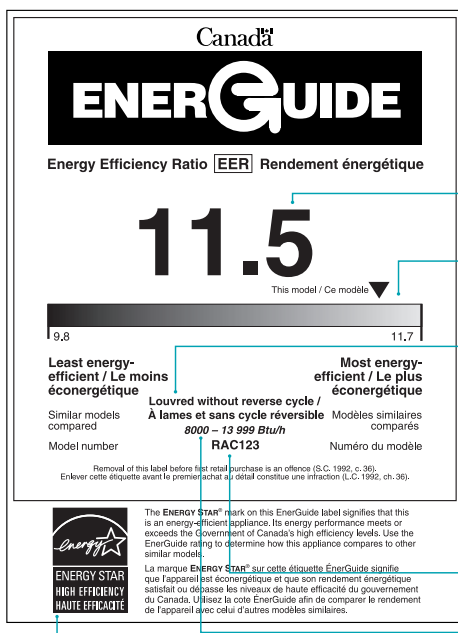 Canada
ENERGUIDE
Energy Efficiency Ratio EER Rendement énergétique
11.5
This model / Ce modèle
9.8 11.7
Least energy-
efficient / Le moins
éconergétique
Most energy-
efficient / Le plus
éconergétique
Louvred without reverse cycle /
À lames et sans cycle réversible
8000 – 13 999 Btu/h
Similar models
compared
Modèles similaires
comparés
Model number RAC123 Numéro du modèle
Removal of this label before first retail purchase is an offence (S.C. 1992, c. 36).
Enlever cette étiquette avant le premier achat au détail constitue une infraction (L.C. 1992, ch. 36).
energy
ENERGY STAR
HIGH EFFICIENCY
HAUTE EFFICACITÉ
The ENERGY STAR® mark on this EnerGuide label signifies that this
is an energy-efficient appliance. Its energy performance meets or
exceeds the Government of Canada's high efficiency levels. Use the
EnerGuide rating to determine how this appliance compares to other
similar models.
La marque ENERGY STAR® sur cette étiquette ÉnerGuide signifie
que l'appareil est éconergétique et que son rendement énergétique
satisfait ou dépasse les niveaux de haute efficacité du gouvernement
du Canada. Utilisez la cote ÉnerGuide afin de comparer le rendement
de l'appareil avec celui d'autres modèles similaires.